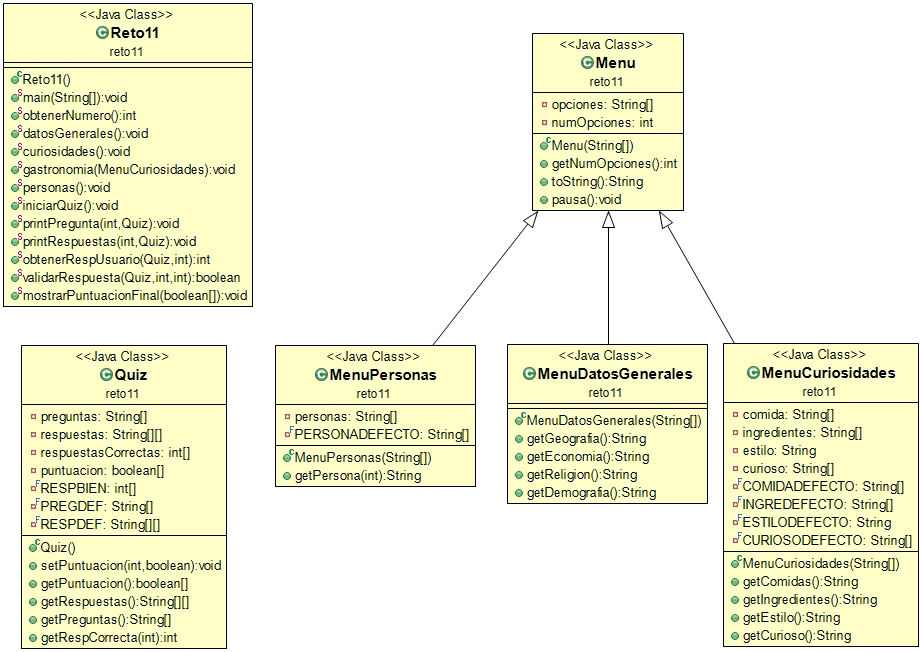 <<Java Class>>
Reto11
reto11
Reto11()
main(String[]):void
obtenerNumero():int
datosGenerales():void
curiosidades():void
gastronomia(MenuCuriosidades):void
personas():void
iniciarQuiz():void
printPregunta(int,Quiz):void
printRespuestas(int,Quiz):void
obtenerRespUsuario(Quiz,int):int
validarRespuesta(Quiz,int,int):boolean
mostrarPuntuacionFinal(boolean[]):void
<<Java Class>>
Menu
reto11
opciones: String[]
numOpciones: int
Menu(String[])
getNumOpciones():int
toString():String
pausa():void
<<Java Class>>
Quiz
reto11
preguntas: String[]
respuestas: String[][]
respuestasCorrectas: int[]
puntuacion: boolean[]
RESPBIEN: int[]
PREGDEF: String[]
RESPDEF: String[][]
Quiz()
setPuntuacion(int,boolean):void
getPuntuacion():boolean[]
getRespuestas():String[][]
getPreguntas():String[]
getRespCorrecta(int):int
<<Java Class>>
MenuPersonas
reto11
personas: String[]
PERSONADEFECTO: String[]
MenuPersonas(String[])
getPersona(int):String
<<Java Class>>
MenuDatosGenerales
reto11
MenuDatosGenerales(String[])
getGeografia():String
getEconomia():String
getReligion():String
getDemografia():String
<<Java Class>>
MenuCuriosidades
reto11
comida: String[]
ingredientes: String[]
estilo: String
curioso: String[]
COMIDADEFECTO: String[]
INGREDEFECTO: String[]
ESTILODEFECTO: String
CURIOSODEFECTO: String[]
MenuCuriosidades(String[])
getComidas():String
getIngredientes():String
getEstilo():String
getCurioso():String